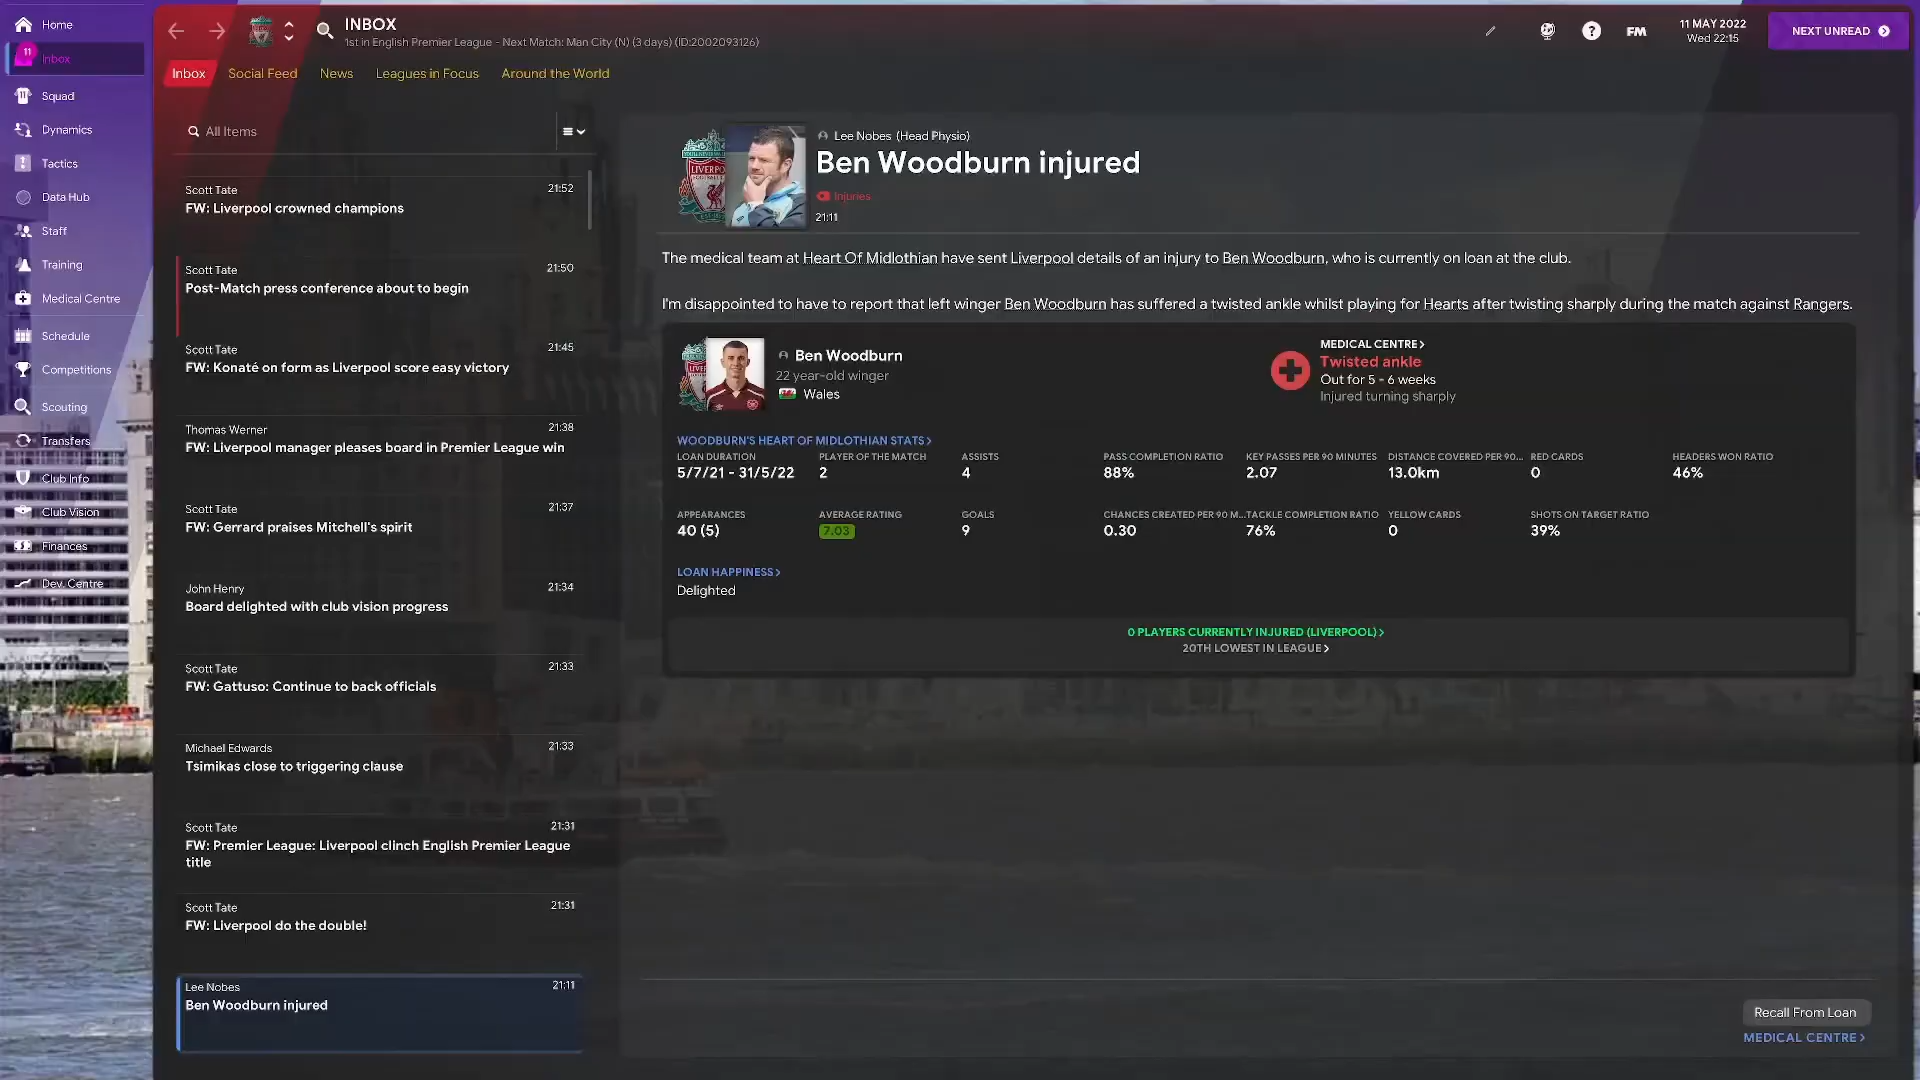 Home
11
Inbox
Squad
Dynamics
Tactics
Data Hub
Staff
Training
Medical Centre
Schedule
Competitions
Scouting
Transfers
Club Info
Club Vision
Finances
Dev. Centre
INBOX
1st in English Premier League - Next Match: Man City (N) (3 days) (ID:2002093126)
FM
11 MAY 2022
Wed 22:15
NEXT UNREAD
Inbox Social Feed News Leagues in Focus Around the World
All Items
Scott Tate 21:52
FW: Liverpool crowned champions
Scott Tate 21:50
Post-Match press conference about to begin
Scott Tate 21:45
FW: Konaté on form as Liverpool score easy victory
Thomas Werner 21:38
FW: Liverpool manager pleases board in Premier League win
Scott Tate 21:37
FW: Gerrard praises Mitchell's spirit
John Henry 21:34
Board delighted with club vision progress
Scott Tate 21:33
FW: Gattuso: Continue to back officials
Michael Edwards 21:33
Tsimikas close to triggering clause
Scott Tate 21:31
FW: Premier League: Liverpool clinch English Premier League
title
Scott Tate 21:31
FW: Liverpool do the double!
Lee Nobes 21:11
Ben Woodburn injured
Lee Nobes (Head Physio)
Ben Woodburn injured
Injuries
21:11
The medical team at Heart Of Midlothian have sent Liverpool details of an injury to Ben Woodburn, who is currently on loan at the club.
I'm disappointed to have to report that left winger Ben Woodburn has suffered a twisted ankle whilst playing for Hearts after twisting sharply during the match against Rangers.
Ben Woodburn
22 year-old winger
Wales
MEDICAL CENTRE >
Twisted ankle
Out for 5 - 6 weeks
Injured turning sharply
WOODBURN'S HEART OF MIDLOTHIAN STATS >
LOAN DURATION PLAYER OF THE MATCH ASSISTS PASS COMPLETION RATIO KEY PASSES PER 90 MINUTES DISTANCE COVERED PER 90... RED CARDS HEADERS WON RATIO
5/7/21 - 31/5/22 2 4 88% 2.07 13.0km 0 46%
APPEARANCES AVERAGE RATING GOALS CHANCES CREATED PER 90 M... TACKLE COMPLETION RATIO YELLOW CARDS SHOTS ON TARGET RATIO
40 (5) 7.03 9 0.30 76% 0 39%
LOAN HAPPINESS >
Delighted
0 PLAYERS CURRENTLY INJURED (LIVERPOOL) >
20TH LOWEST IN LEAGUE >
Recall From Loan
MEDICAL CENTRE >